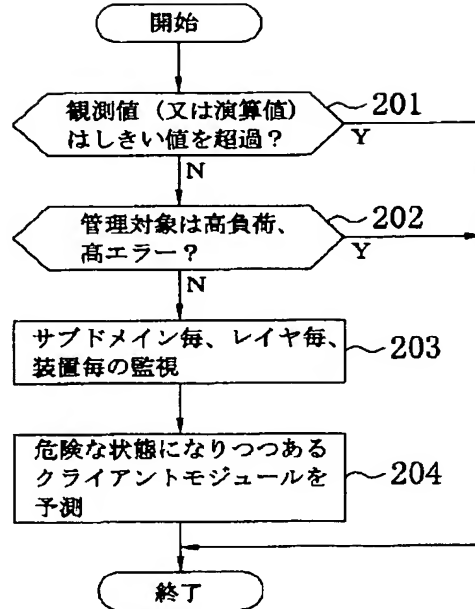 開始
観測値（又は演算値）
はしきい値を超過？
201
Y
N
管理対象は高負荷、
高エラー？
202
Y
N
サブドメイン毎、レイヤ毎、
装置毎の監視
203
危険な状態になりつつある
クライアントモジュールを
予測
204
終了